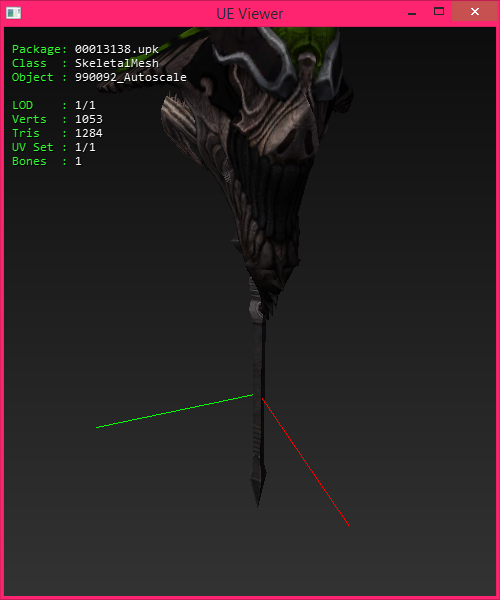 UE Viewer
Package: 00013138.upk
Class  : SkeletalMesh
Object : 990092_Autoscale
LOD    : 1/1
Verts  : 1053
Tris   : 1284
UV Set : 1/1
Bones  : 1